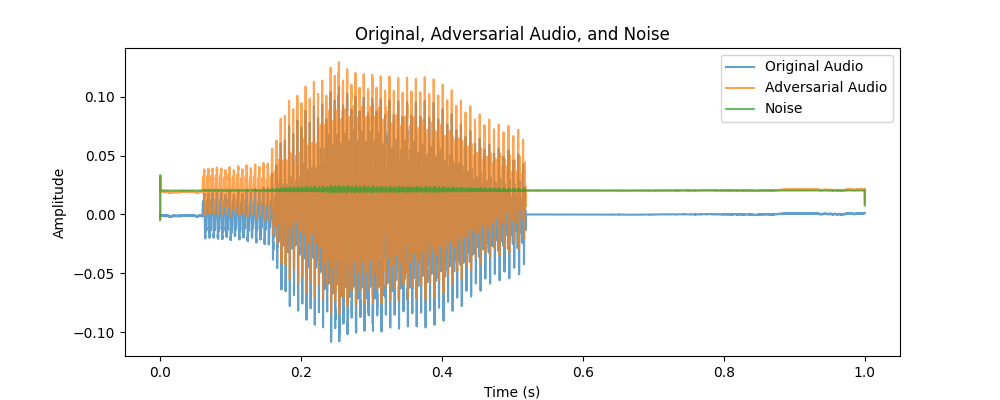 Original, Adversarial Audio, and Noise
Original Audio
Adversarial Audio
Noise
Amplitude
0.10
0.05
0.00
−0.05
−0.10
0.0
0.2
0.4
0.6
0.8
1.0
Time (s)